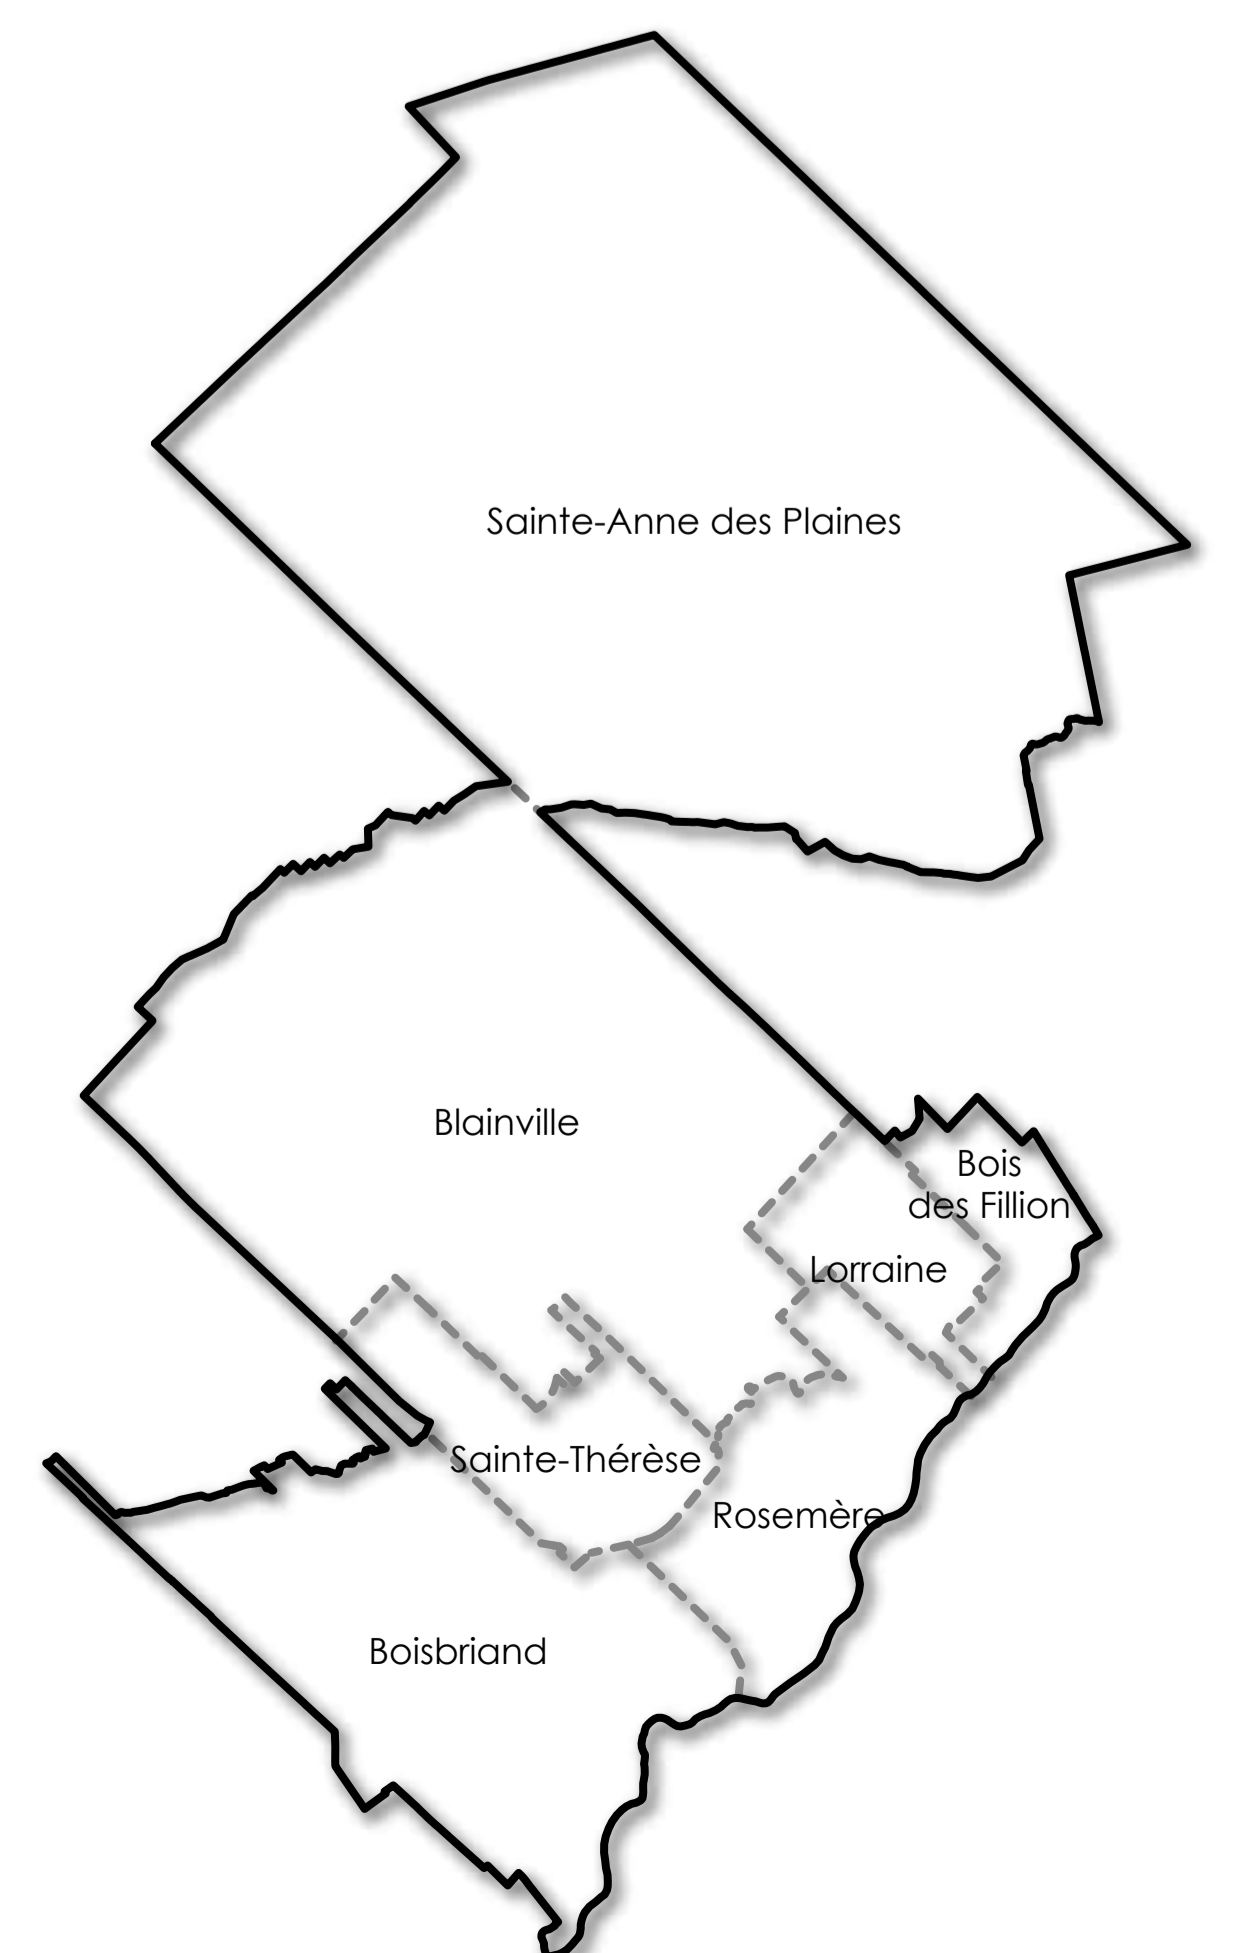 Sainte-Anne des Plaines
Blainville
Bois
des Fillion
Lorraine
Sainte-Thérèse
Rosemère
Boisbriand